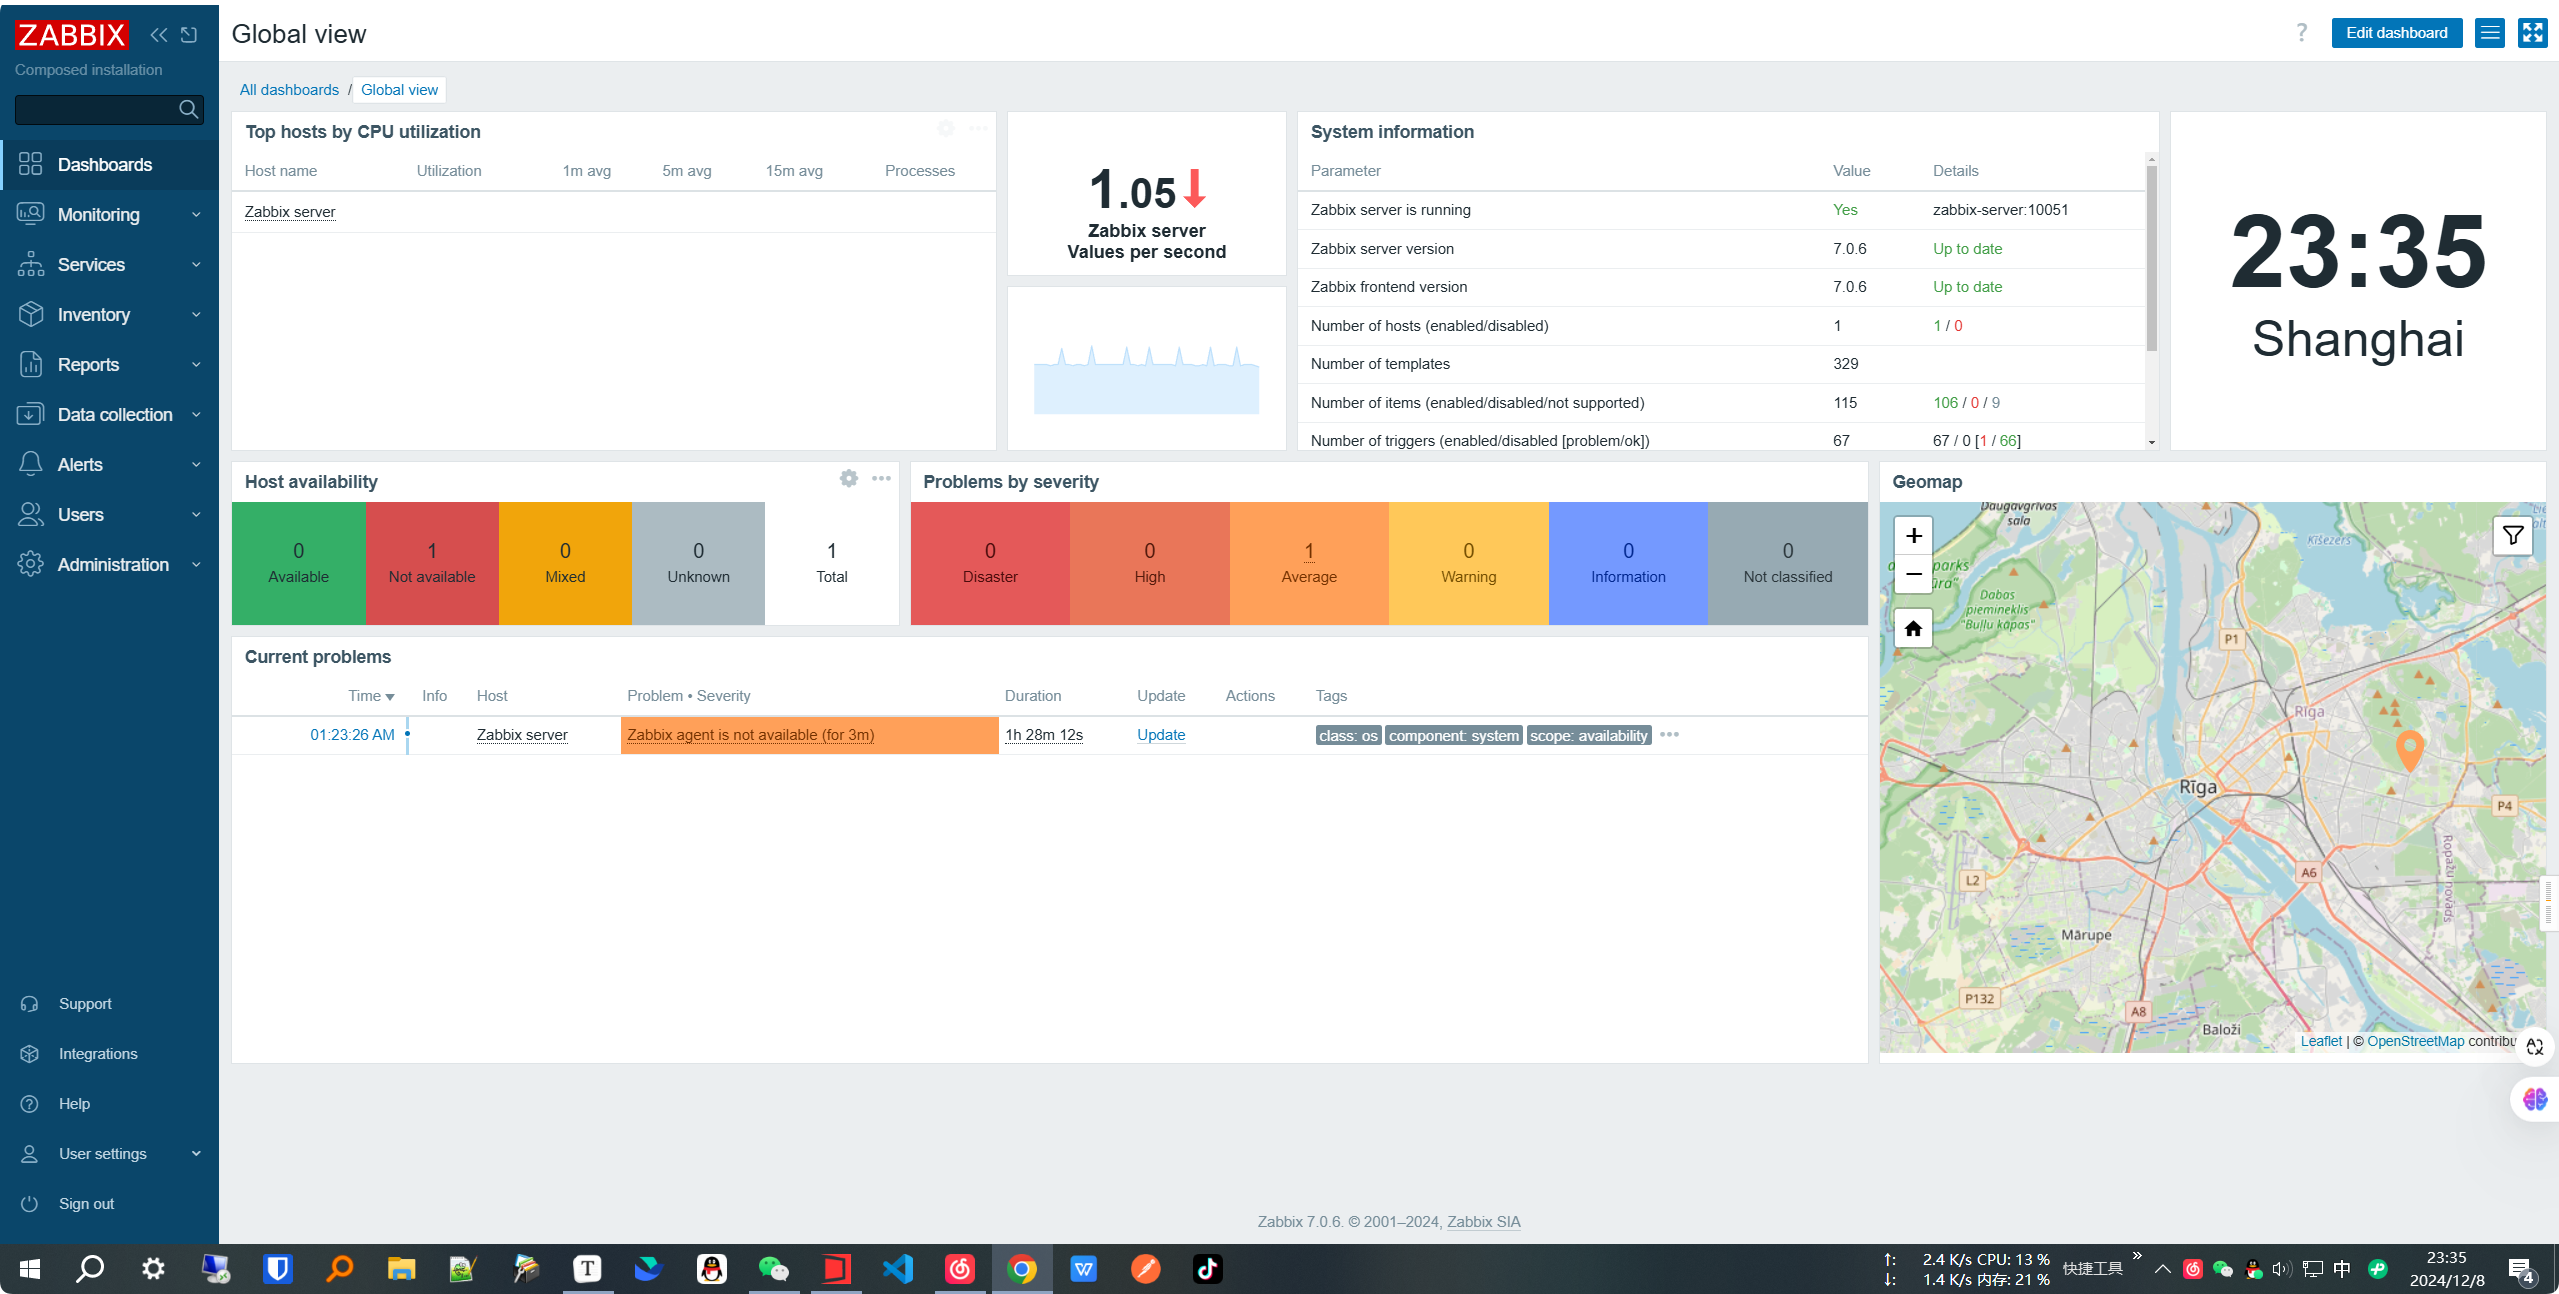 ZABBIX
Composed installation
Dashboards
Monitoring
Services
Inventory
Reports
Data collection
Alerts
Users
Administration
Support
Integrations
Help
User settings
Sign out
Global view
?
Edit dashboard
All dashboards / Global view
Top hosts by CPU utilization
Host name Utilization 1m avg 5m avg 15m avg Processes
Zabbix server
1.05
Zabbix server
Values per second
System information
Parameter Value Details
Zabbix server is running Yes zabbix-server:10051
Zabbix server version 7.0.6 Up to date
Zabbix frontend version 7.0.6 Up to date
Number of hosts (enabled/disabled) 1 1 / 0
Number of templates 329
Number of items (enabled/disabled/not supported) 115 106 / 0 / 9
Number of triggers (enabled/disabled [problem/ok]) 67 67 / 0 [1 / 66]
23:35
Shanghai
Host availability
0 1 0 0 1
Available Not available Mixed Unknown Total
Problems by severity
0 0 1 0 0 0
Disaster High Average Warning Information Not classified
Current problems
Time Info Host Problem • Severity Duration Update Actions Tags
01:23:26 AM Zabbix server Zabbix agent is not available (for 3m) 1h 28m 12s Update class: os component: system scope: availability
Geomap
+
−
Daugavgrīvas
sala
Ķīšezers
parks
ūra"
Dabas
piemineklis
"Buļļu kāpas"
P1
Rīga
Rīga
P4
L2
A6
Ropažu novads
Mārupe
P132
A8
Baloži
Leaflet | © OpenStreetMap contribu
Zabbix 7.0.6. © 2001–2024, Zabbix SIA
T
↑: 2.4 K/s CPU: 13 %
↓: 1.4 K/s 内存: 21 %
快捷工具
中
23:35
2024/12/8
4